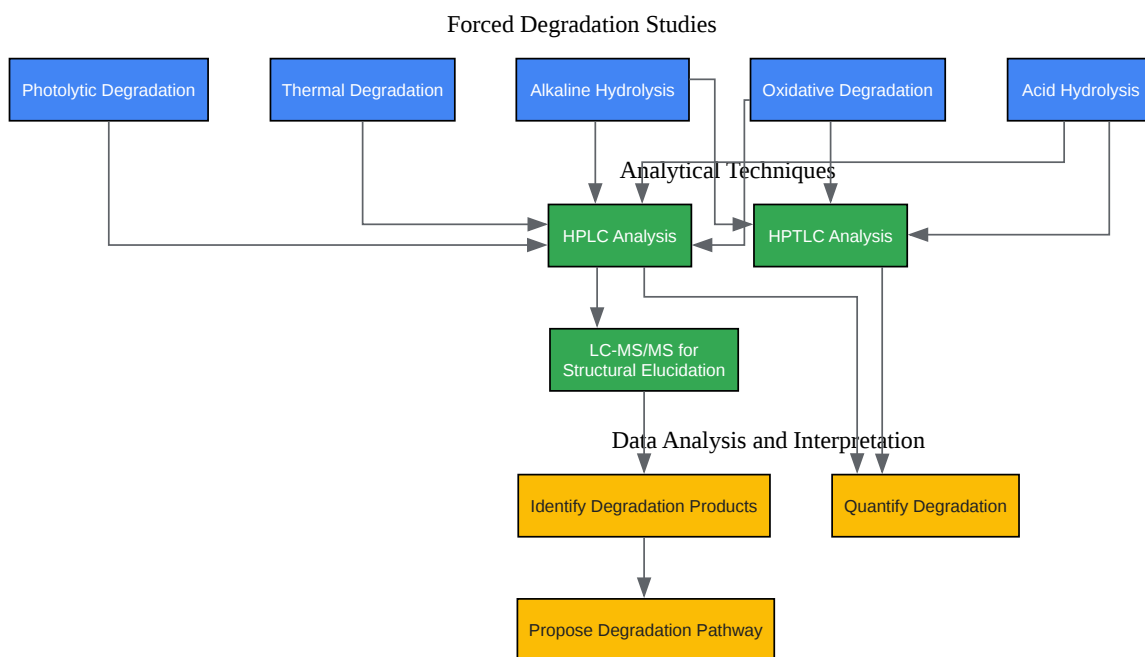 Forced Degradation Studies
Photolytic Degradation
Thermal Degradation
Alkaline Hydrolysis
Oxidative Degradation
Acid Hydrolysis
Analytical Techniques
HPLC Analysis
HPTLC Analysis
LC-MS/MS for
Structural Elucidation
Data Analysis and Interpretation
Identify Degradation Products
Quantify Degradation
Propose Degradation Pathway